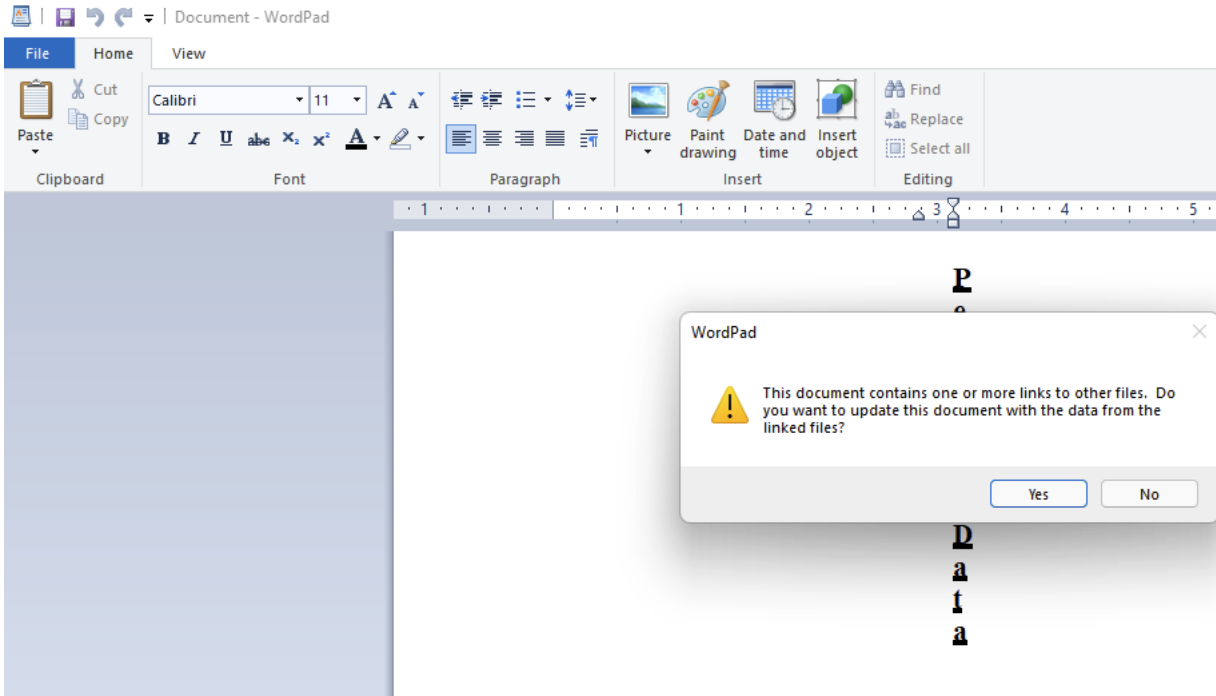 Document - WordPad
File Home View
Cut
Copy
Paste
Clipboard
Calibri 11 A A
B I U abc X₂ X² A
Font
Paragraph
Picture Paint drawing Date and time Insert object
Insert
Find
Replace
Select all
Editing
1 1 2 3 4 5
P
e
WordPad
This document contains one or more links to other files. Do
you want to update this document with the data from the
linked files?
Yes No
D
a
t
a